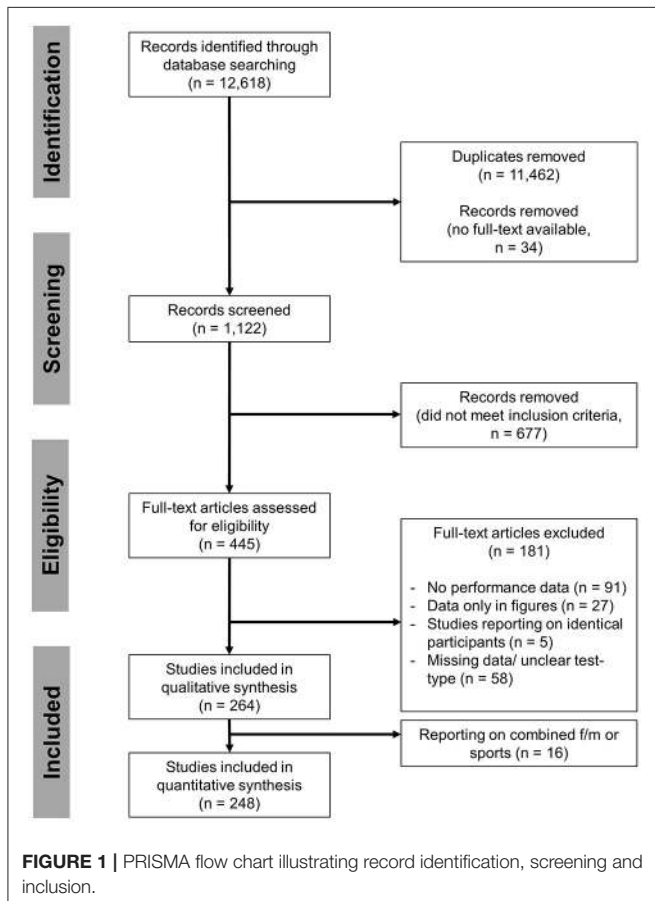 Identification
Records identified through
database searching
(n = 12,618)
Duplicates removed
(n = 11,462)
Records removed
(no full-text available,
n = 34)
Screening
Records screened
(n = 1,122)
Records removed
(did not meet inclusion criteria,
n = 677)
Eligibility
Full-text articles assessed
for eligibility
(n = 445)
Full-text articles excluded
(n = 181)
- No performance data (n = 91)
- Data only in figures (n = 27)
- Studies reporting on identical
participants (n = 5)
- Missing data/ unclear test-
type (n = 58)
Included
Studies included in
qualitative synthesis
(n = 264)
Reporting on combined f/m or
sports (n = 16)
Studies included in
quantitative synthesis
(n = 248)
FIGURE 1 | PRISMA flow chart illustrating record identification, screening and
inclusion.